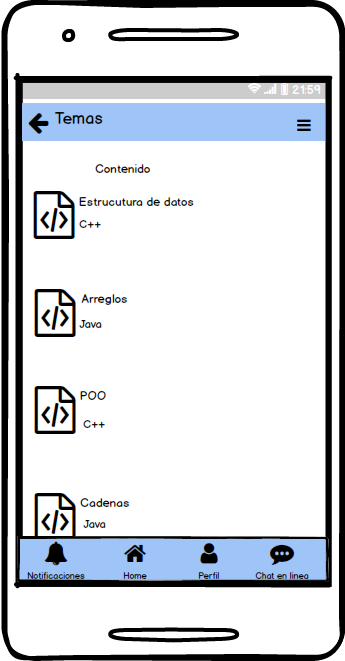 21:59
Temas
Contenido
Estrucutura de datos
C++
Arreglos
Java
POO
C++
Cadenas
Java
Notificaciones Home Perfil Chat en linea